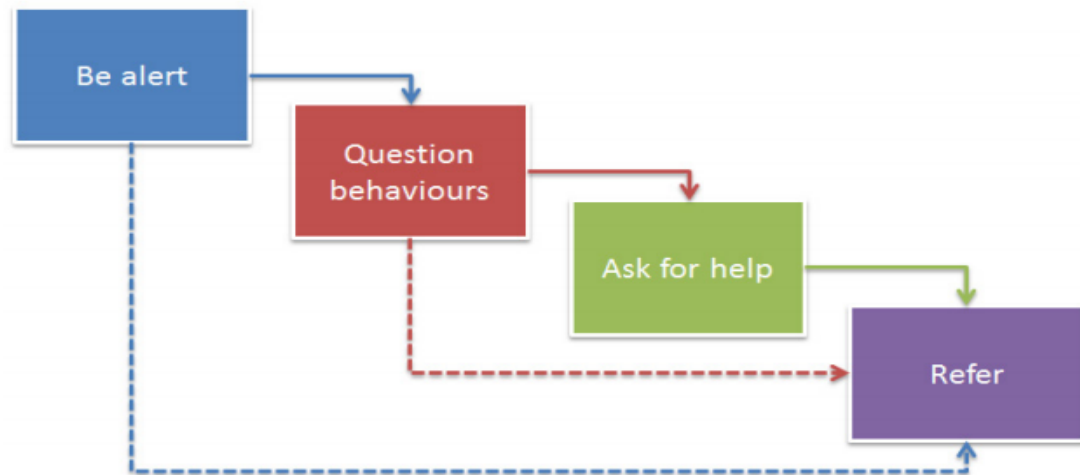 Be alert
Question
behaviours
Ask for help
Refer